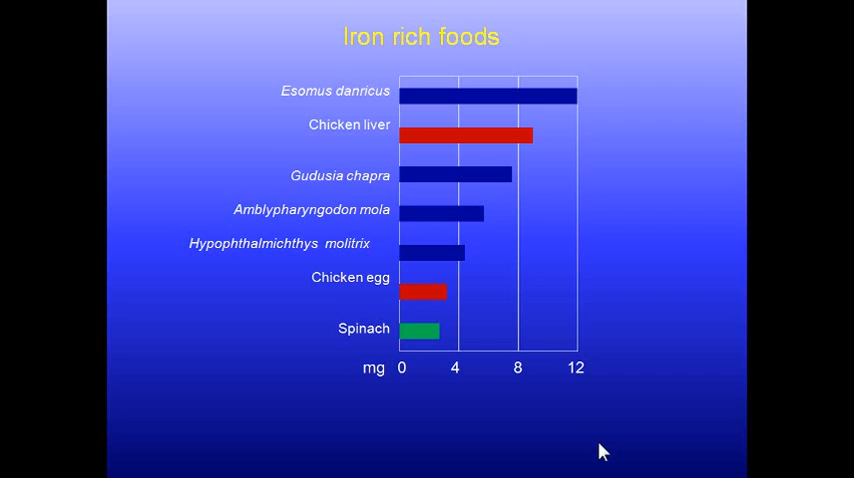 Iron rich foods
Esomus danricus
Chicken liver
Gudusia chapra
Amblypharyngodon mola
Hypophthalmichthys molitrix
Chicken egg
Spinach
mg 0 4 8 12